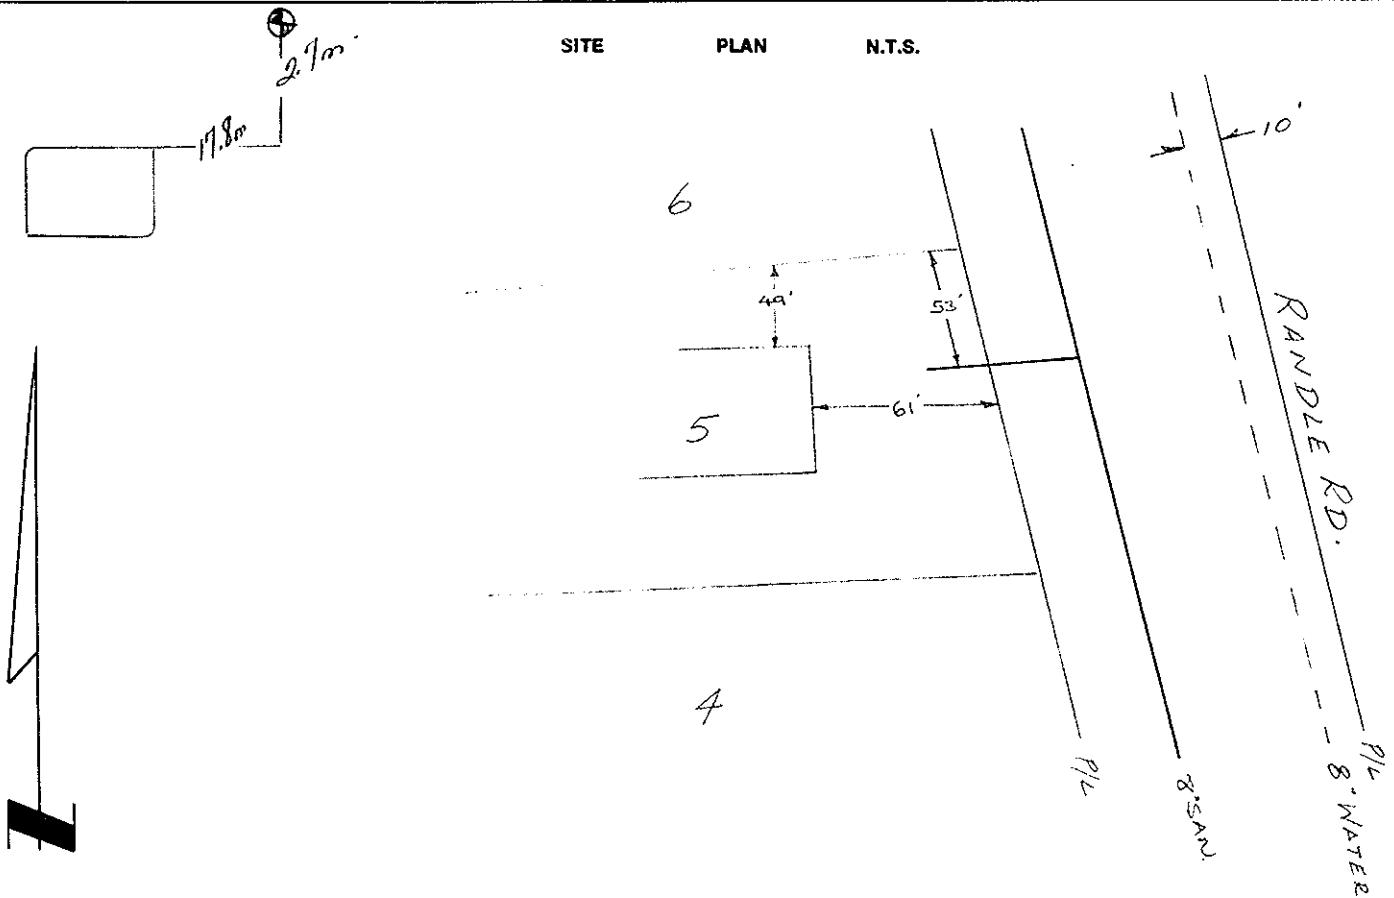 SITE PLAN N.T.S.
2.7m
17.8m
10'
6
49'
53'
RANDLE RD.
61'
5
4
P/L
8" SAN.
P/L
8" WATER
N